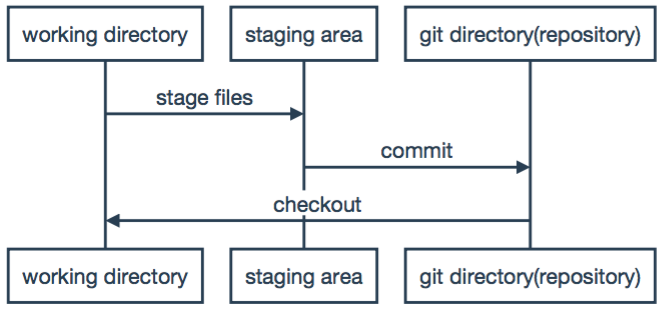 working directory
staging area
git directory(repository)
stage files
commit
checkout
working directory
staging area
git directory(repository)